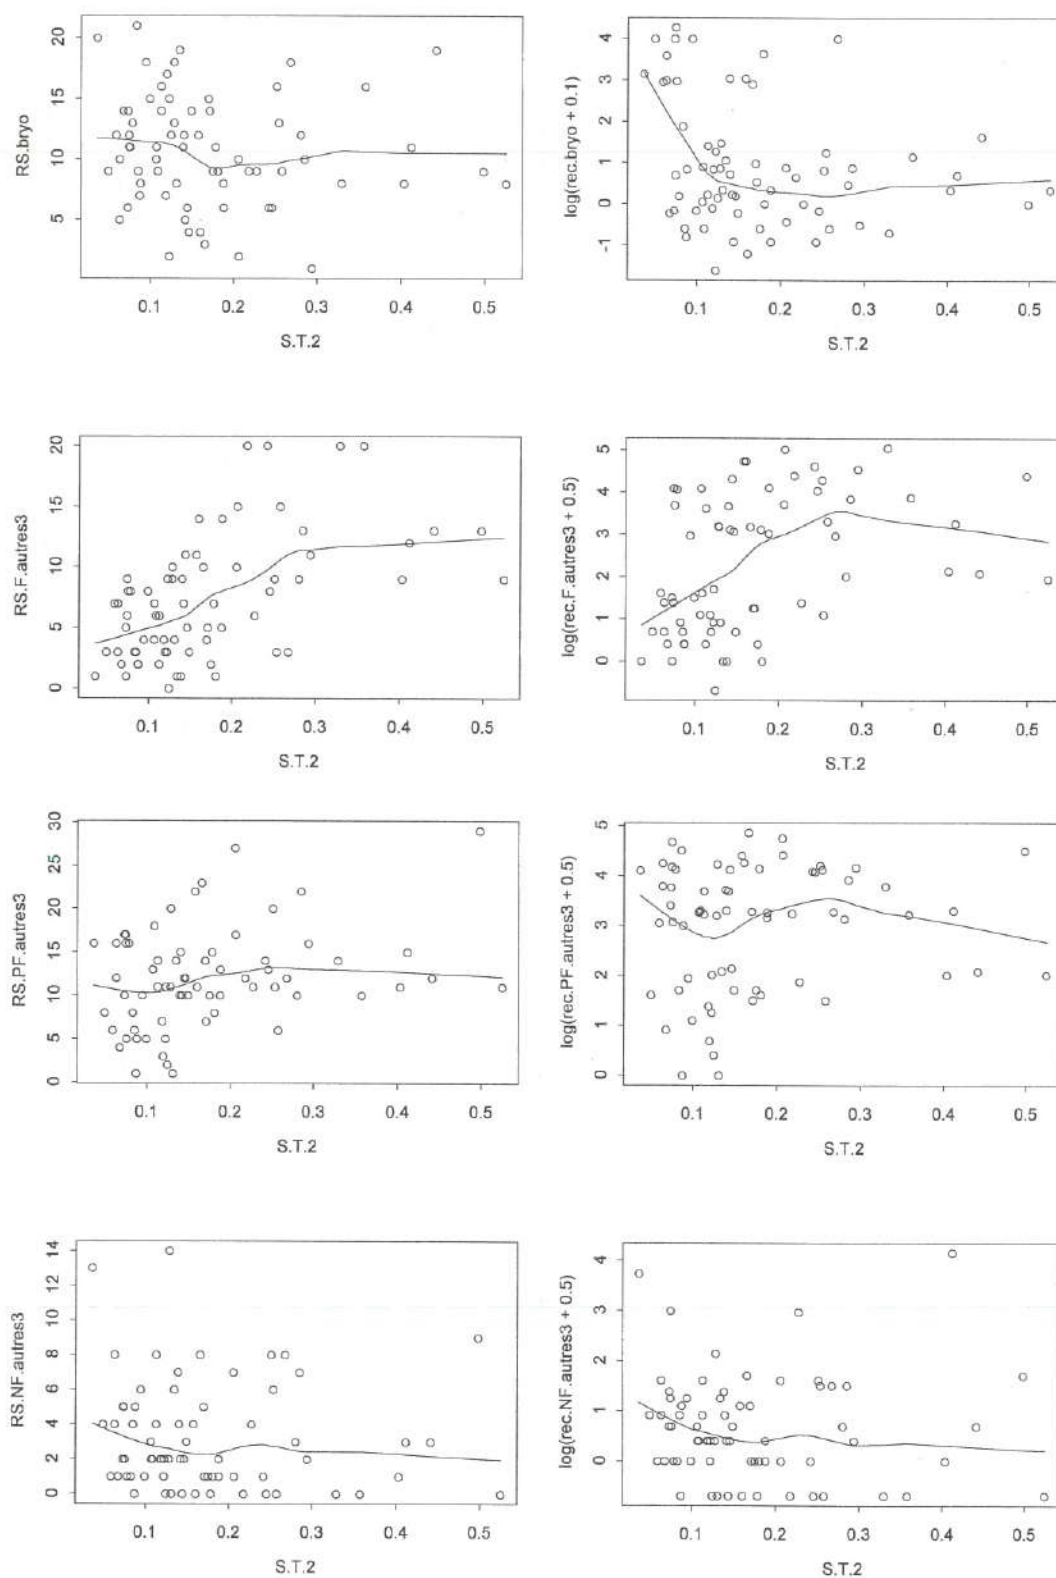 RS.bryo
20
15
10
5
0.1 0.2 0.3 0.4 0.5
S.T.2
log(rec.bryo + 0.1)
4
3
2
1
0
-1
0.1 0.2 0.3 0.4 0.5
S.T.2
RS.F.autres3
20
15
10
5
0
0.1 0.2 0.3 0.4 0.5
S.T.2
log(rec.F.autres3 + 0.5)
5
4
3
2
1
0
0.1 0.2 0.3 0.4 0.5
S.T.2
RS.PF.autres3
30
25
20
15
10
5
0
0.1 0.2 0.3 0.4 0.5
S.T.2
log(rec.PF.autres3 + 0.5)
5
4
3
2
1
0
0.1 0.2 0.3 0.4 0.5
S.T.2
RS.NF.autres3
14
12
10
8
6
4
2
0
0.1 0.2 0.3 0.4 0.5
S.T.2
log(rec.NF.autres3 + 0.5)
4
3
2
1
0
0.1 0.2 0.3 0.4 0.5
S.T.2